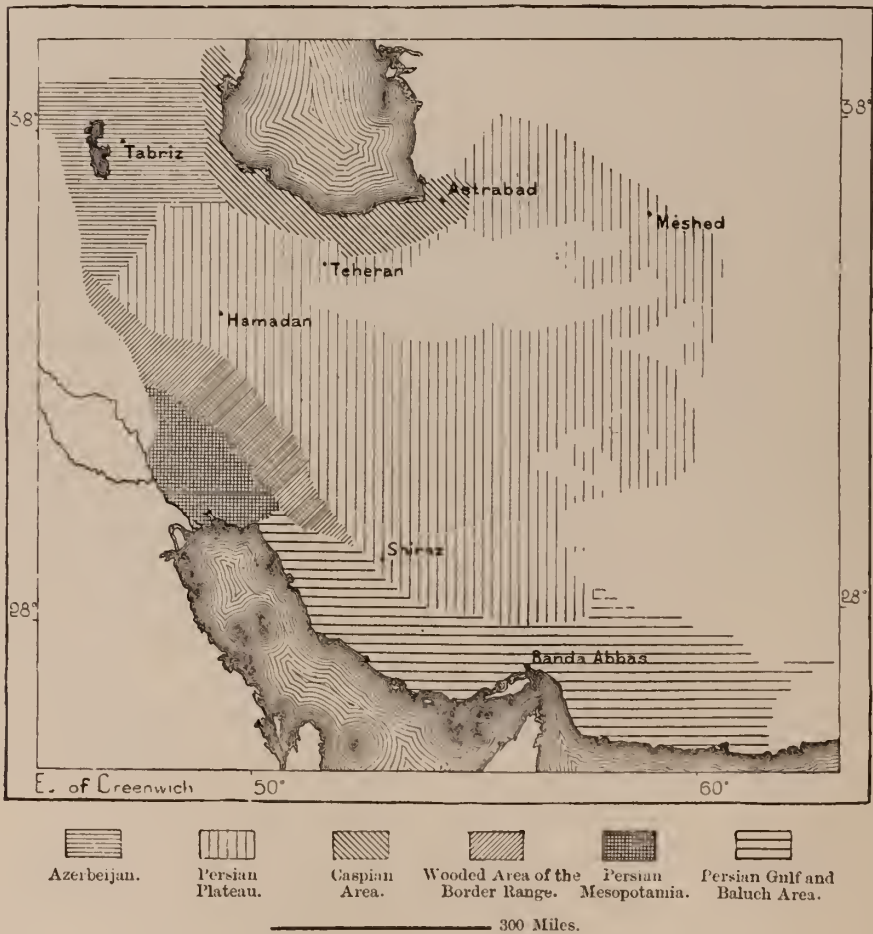 38°
38°
Tabriz
Astrabad
Meshed
Teheran
Hamadan
Shiraz
28°
28°
Banda Abbas
E. of Greenwich
50°
60°
Azerbeijan.
Persian
Plateau.
Caspian
Area.
Wooded Area of the
Border Range.
Persian
Mesopotamia.
Persian Gulf and
Baluch Area.
300 Miles.